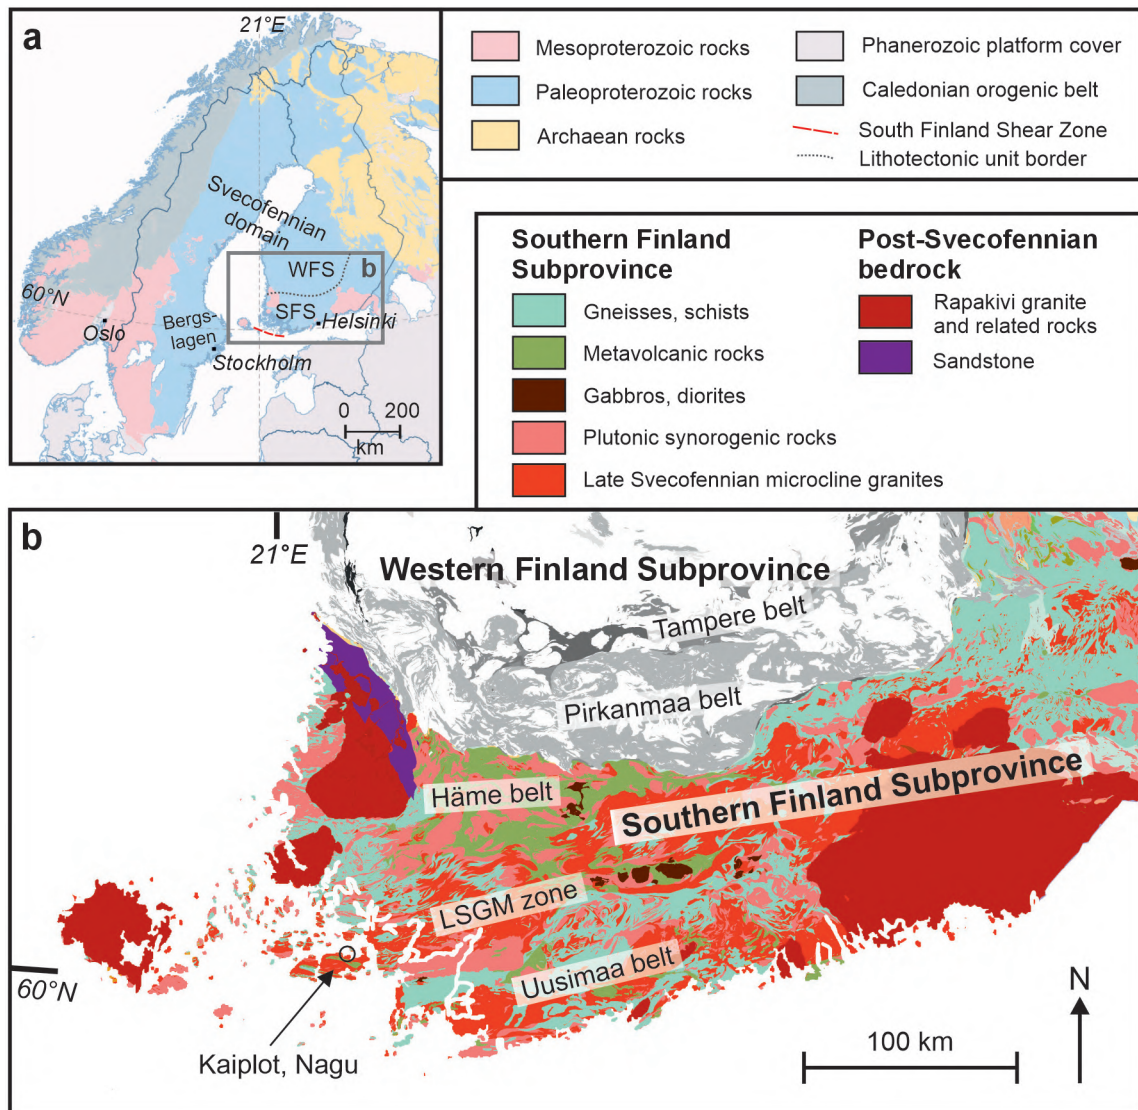 a
21°E
Svecofennian
domain
WFS
b
60°N
SFS
Helsinki
Oslo
Bergs-
lagen
Stockholm
0 200
km
Mesoproterozoic rocks
Paleoproterozoic rocks
Archaean rocks
Phanerozoic platform cover
Caledonian orogenic belt
South Finland Shear Zone
Lithotectonic unit border
Southern Finland
Subprovince
Gneisses, schists
Metavolcanic rocks
Gabbros, diorites
Plutonic synorogenic rocks
Late Svecofennian microcline granites
Post-Svecofennian
bedrock
Rapakivi granite
and related rocks
Sandstone
b
21°E
Western Finland Subprovince
Tampere belt
Pirkanmaa belt
Häme belt
Southern Finland Subprovince
LSGM zone
Uusimaa belt
60°N
Kaiplot, Nagu
100 km
N